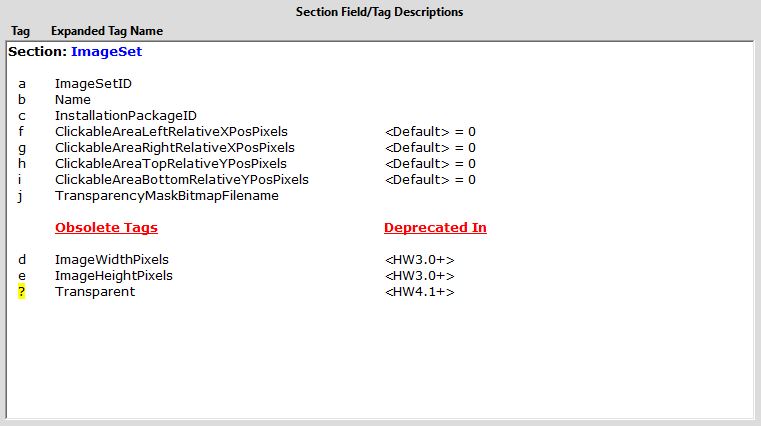 Section Field/Tag Descriptions
Tag Expanded Tag Name
Section: ImageSet
a ImageSetID
b Name
c InstallationPackageID
f ClickableAreaLeftRelativeXPosPixels <Default> = 0
g ClickableAreaRightRelativeXPosPixels <Default> = 0
h ClickableAreaTopRelativeYPosPixels <Default> = 0
i ClickableAreaBottomRelativeYPosPixels <Default> = 0
j TransparencyMaskBitmapFilename
Obsolete Tags Deprecated In
d ImageWidthPixels <HW3.0+>
e ImageHeightPixels <HW3.0+>
? Transparent <HW4.1+>